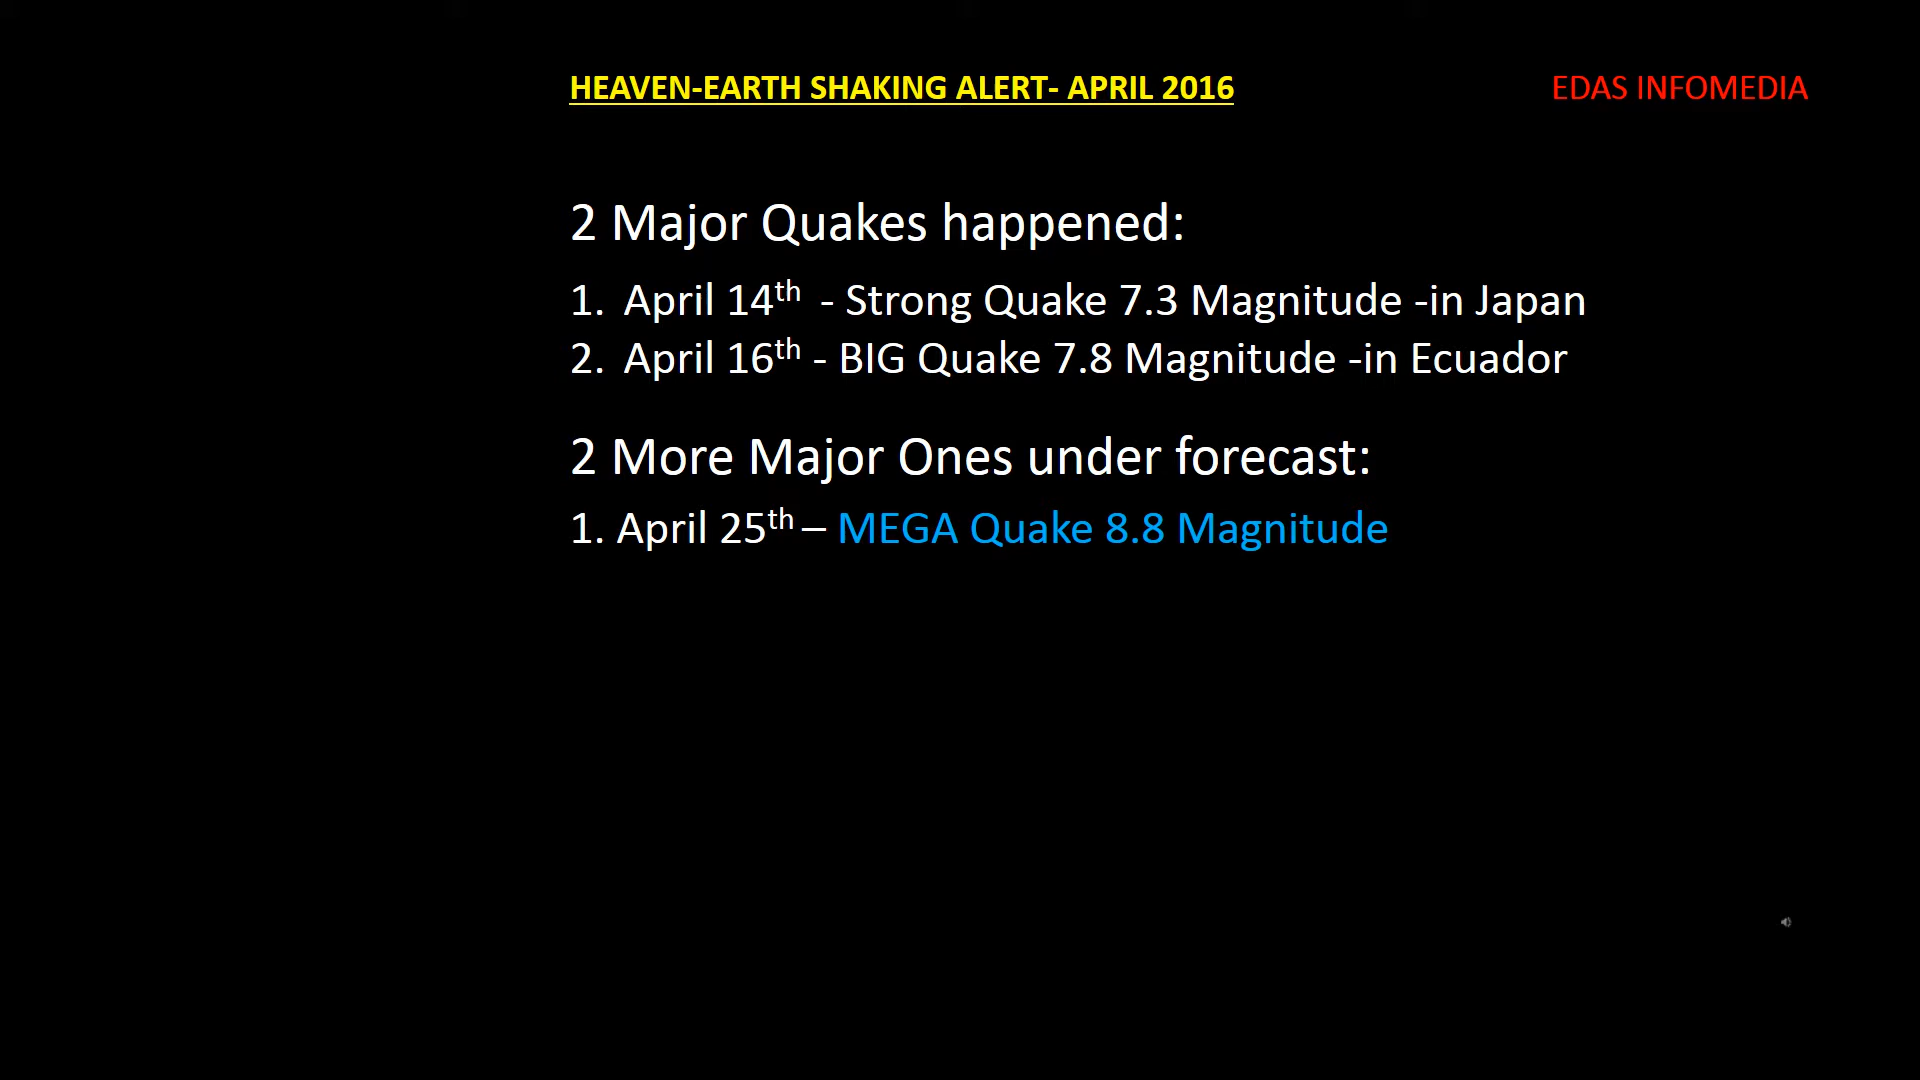 HEAVEN-EARTH SHAKING ALERT- APRIL 2016
EDAS INFOMEDIA
2 Major Quakes happened:
1. April 14th - Strong Quake 7.3 Magnitude -in Japan
2. April 16th - BIG Quake 7.8 Magnitude -in Ecuador
2 More Major Ones under forecast:
1. April 25th – MEGA Quake 8.8 Magnitude